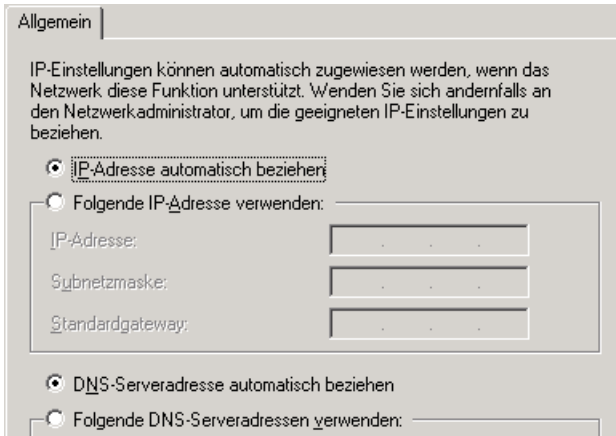 Allgemein
IP-Einstellungen können automatisch zugewiesen werden, wenn das
Netzwerk diese Funktion unterstützt. Wenden Sie sich andernfalls an
den Netzwerkadministrator, um die geeigneten IP-Einstellungen zu
beziehen.
IP-Adresse automatisch beziehen
Folgende IP-Adresse verwenden:
IP-Adresse:
Subnetzmaske:
Standardgateway:
DNS-Serveradresse automatisch beziehen
Folgende DNS-Serveradressen verwenden: